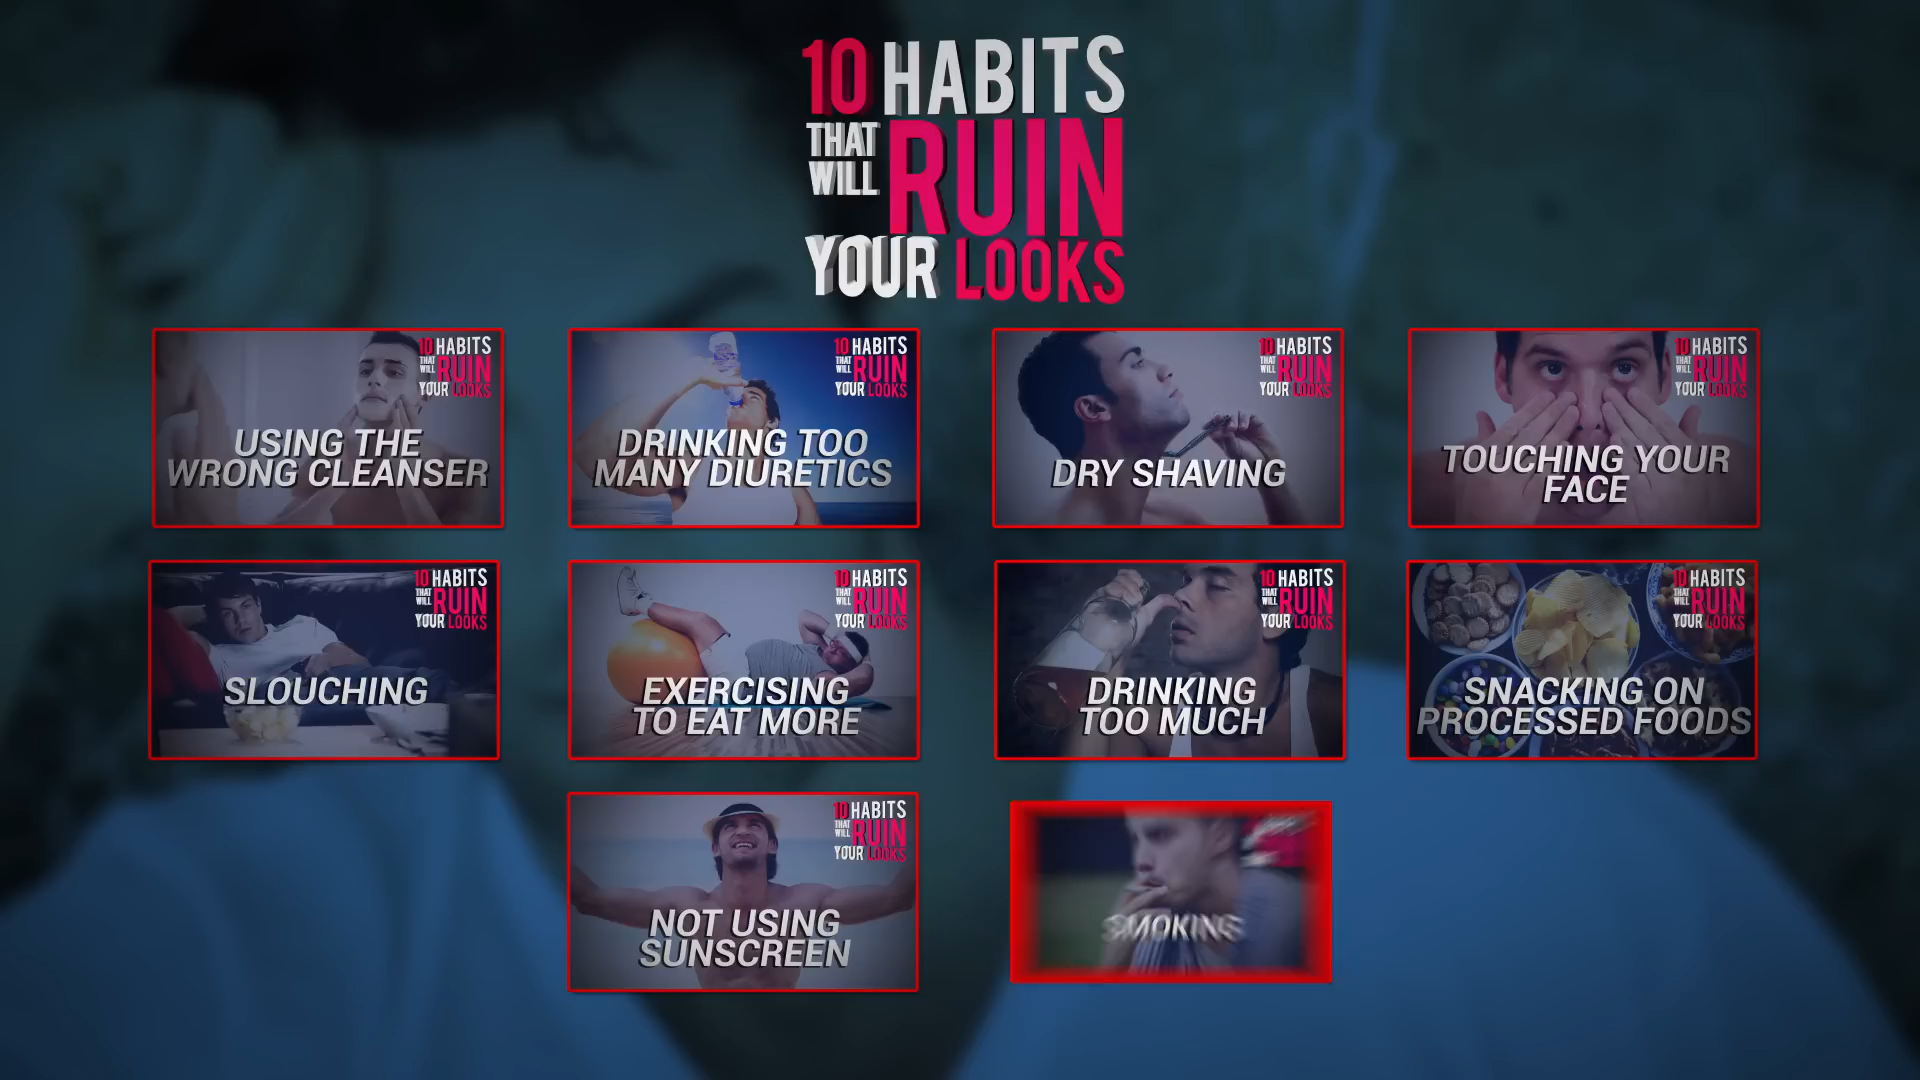 10 HABITS
THAT
WILL
RUIN
YOUR LOOKS
10 HABITS
THAT
WILL
RUIN
YOUR LOOKS
USING THE
WRONG CLEANSER
10 HABITS
THAT
WILL
RUIN
YOUR LOOKS
DRINKING TOO
MANY DIURETICS
10 HABITS
THAT
WILL
RUIN
YOUR LOOKS
DRY SHAVING
10 HABITS
THAT
WILL
RUIN
YOUR LOOKS
TOUCHING YOUR
FACE
10 HABITS
THAT
WILL
RUIN
YOUR LOOKS
SLOUCHING
10 HABITS
THAT
WILL
RUIN
YOUR LOOKS
EXERCISING
TO EAT MORE
10 HABITS
THAT
WILL
RUIN
YOUR LOOKS
DRINKING
TOO MUCH
10 HABITS
THAT
WILL
RUIN
YOUR LOOKS
SNACKING ON
PROCESSED FOODS
10 HABITS
THAT
WILL
RUIN
YOUR LOOKS
NOT USING
SUNSCREEN
SMOKING